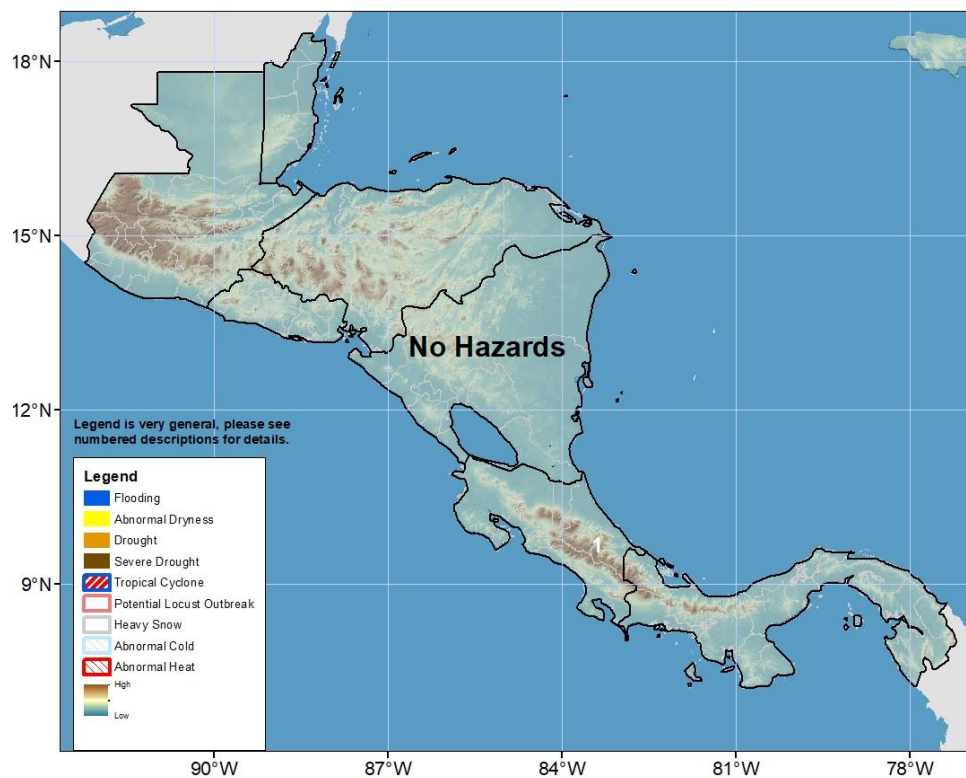 18°N
15°N
No Hazards
12°N
Legend is very general, please see
numbered descriptions for details.
Legend
Flooding
Abnormal Dryness
Drought
Severe Drought
Tropical Cyclone
Potential Locust Outbreak
Heavy Snow
Abnormal Cold
Abnormal Heat
High
Low
1
9°N
90°W 87°W 84°W 81°W 78°W